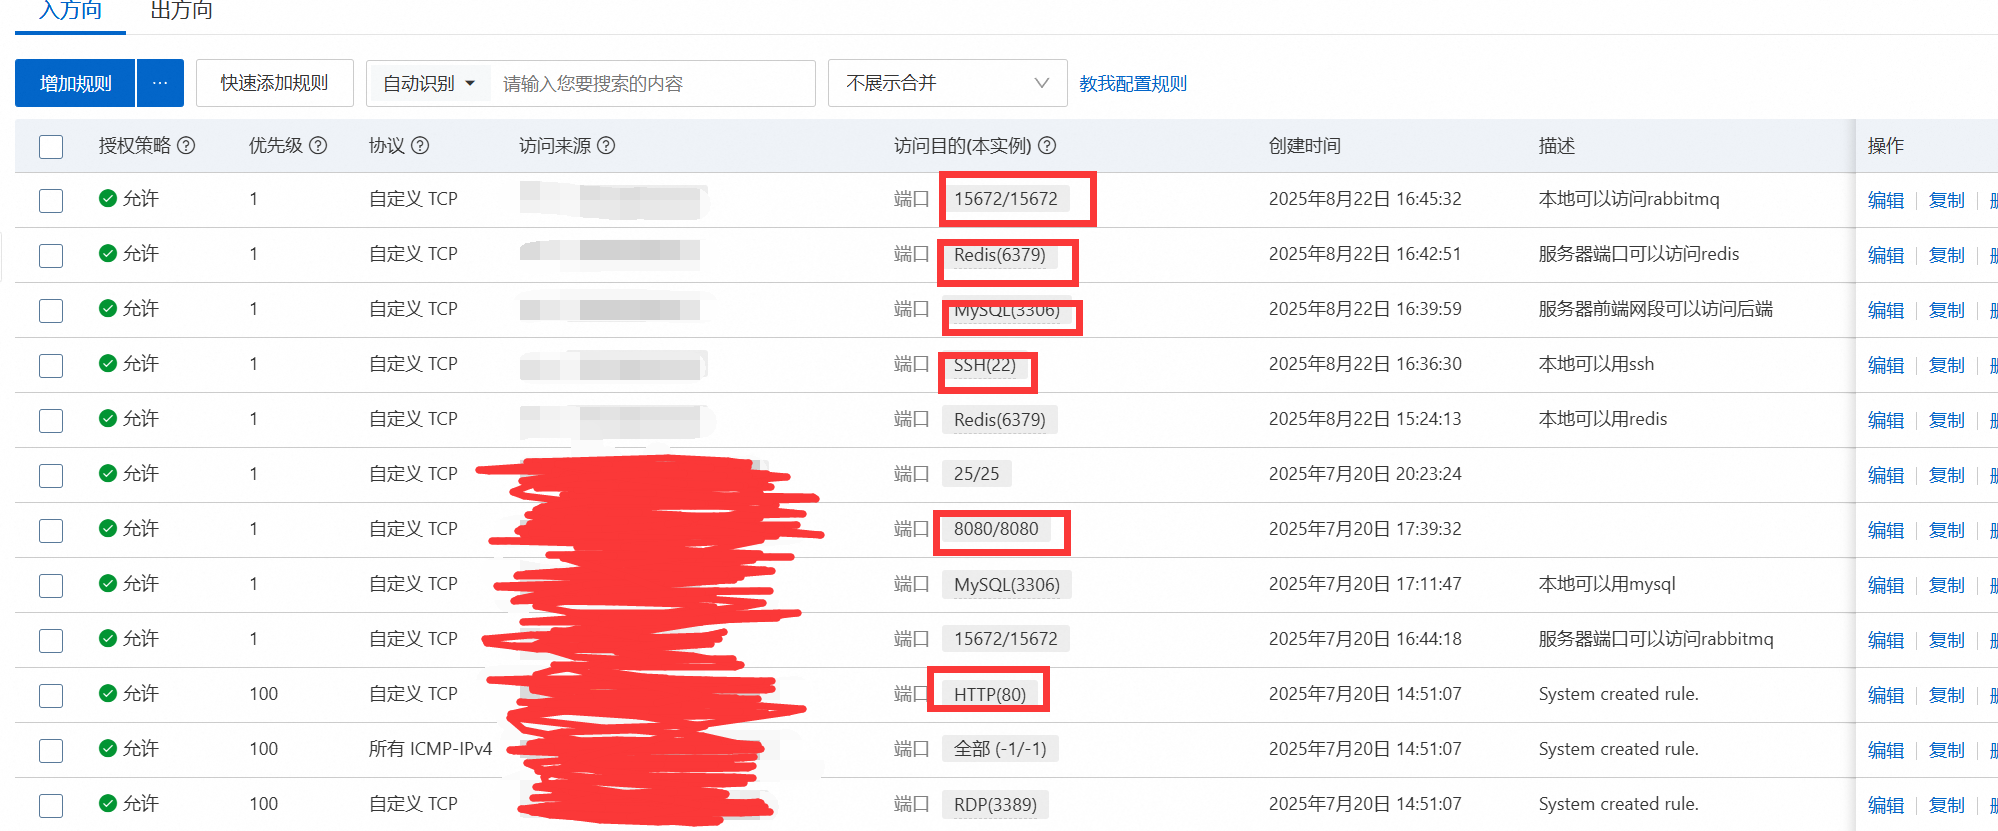 入方向 出方向
增加规则 ··· 快速添加规则 自动识别 请输入您要搜索的内容 不展示合并 教我配置规则
授权策略 优先级 协议 访问来源 访问目的(本实例) 创建时间 描述 操作
允许 1 自定义 TCP 端口 15672/15672 2025年8月22日 16:45:32 本地可以访问rabbitmq 编辑 复制
允许 1 自定义 TCP 端口 Redis(6379) 2025年8月22日 16:42:51 服务器端口可以访问redis 编辑 复制
允许 1 自定义 TCP 端口 MySQL(3306) 2025年8月22日 16:39:59 服务器前端网段可以访问后端 编辑 复制
允许 1 自定义 TCP 端口 SSH(22) 2025年8月22日 16:36:30 本地可以用ssh 编辑 复制
允许 1 自定义 TCP 端口 Redis(6379) 2025年8月22日 15:24:13 本地可以用redis 编辑 复制
允许 1 自定义 TCP 端口 25/25 2025年7月20日 20:23:24 编辑 复制
允许 1 自定义 TCP 端口 8080/8080 2025年7月20日 17:39:32 编辑 复制
允许 1 自定义 TCP 端口 MySQL(3306) 2025年7月20日 17:11:47 本地可以用mysql 编辑 复制
允许 1 自定义 TCP 端口 15672/15672 2025年7月20日 16:44:18 服务器端口可以访问rabbitmq 编辑 复制
允许 100 自定义 TCP 端口 HTTP(80) 2025年7月20日 14:51:07 System created rule. 编辑 复制
允许 100 所有 ICMP-IPv4 端口 全部 (-1/-1) 2025年7月20日 14:51:07 System created rule. 编辑 复制
允许 100 自定义 TCP 端口 RDP(3389) 2025年7月20日 14:51:07 System created rule. 编辑 复制